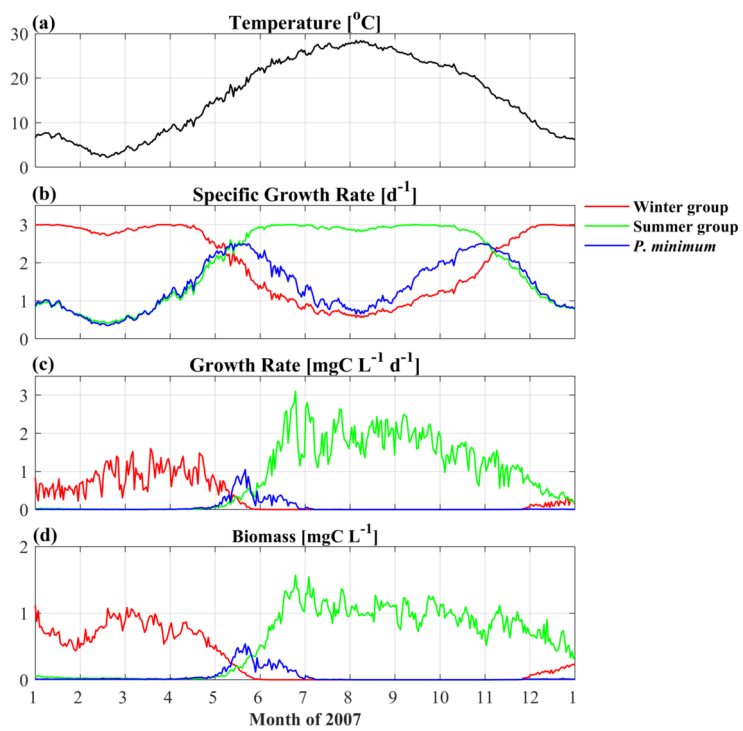 (a) Temperature [°C]
30
20
10
0
(b) Specific Growth Rate [d⁻¹]
3
2
1
0
Winter group
Summer group
P. minimum
(c) Growth Rate [mgC L⁻¹ d⁻¹]
3
2
1
0
(d) Biomass [mgC L⁻¹]
2
1
0
1 2 3 4 5 6 7 8 9 10 11 12 1
Month of 2007